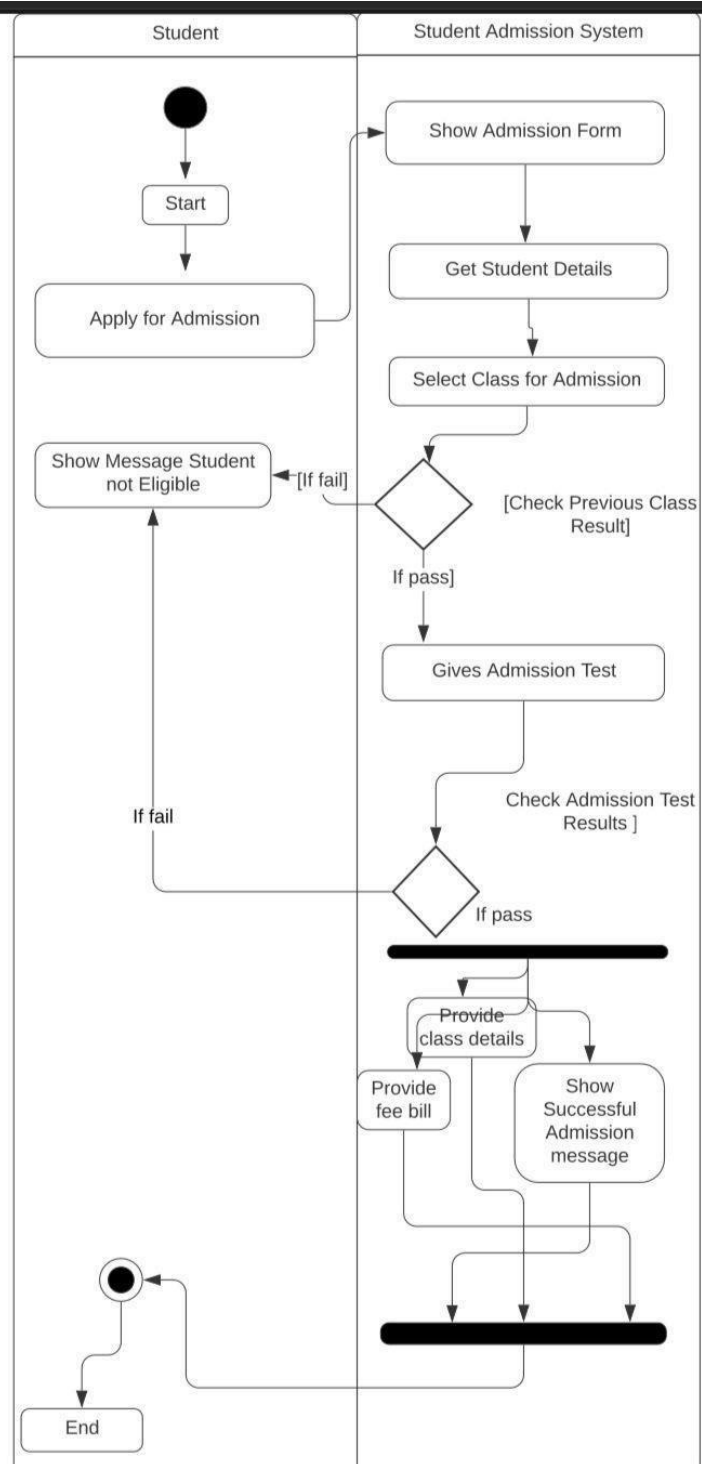 Student
Student Admission System
Show Admission Form
Start
Get Student Details
Apply for Admission
Select Class for Admission
Show Message Student
not Eligible
[If fail]
[Check Previous Class
Result]
If pass]
Gives Admission Test
Check Admission Test
Results ]
If fail
If pass
Provide
class details
Provide
fee bill
Show
Successful
Admission
message
End